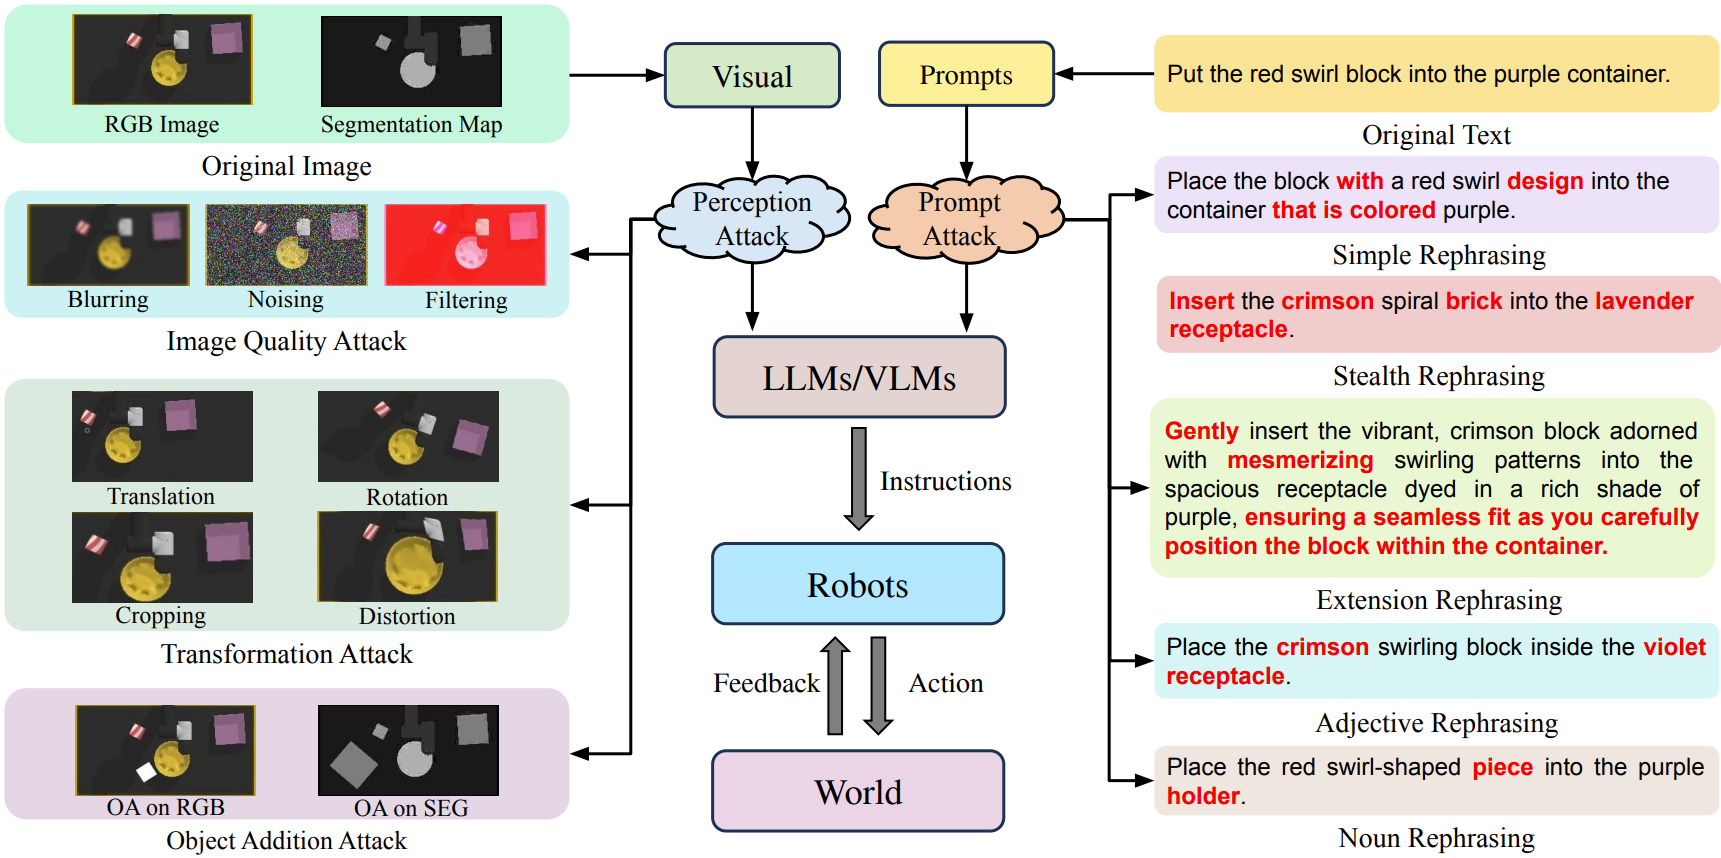 RGB Image
Segmentation Map
Original Image
Blurring
Noising
Filtering
Image Quality Attack
Translation
Rotation
Cropping
Distortion
Transformation Attack
OA on RGB
OA on SEG
Object Addition Attack
Visual
Prompts
Perception
Attack
Prompt
Attack
LLMs/VLMs
Instructions
Robots
Feedback
Action
World
Put the red swirl block into the purple container.
Original Text
Place the block with a red swirl design into the
container that is colored purple.
Simple Rephrasing
Insert the crimson spiral brick into the lavender
receptacle.
Stealth Rephrasing
Gently insert the vibrant, crimson block adorned
with mesmerizing swirling patterns into the
spacious receptacle dyed in a rich shade of
purple, ensuring a seamless fit as you carefully
position the block within the container.
Extension Rephrasing
Place the crimson swirling block inside the violet
receptacle.
Adjective Rephrasing
Place the red swirl-shaped piece into the purple
holder.
Noun Rephrasing